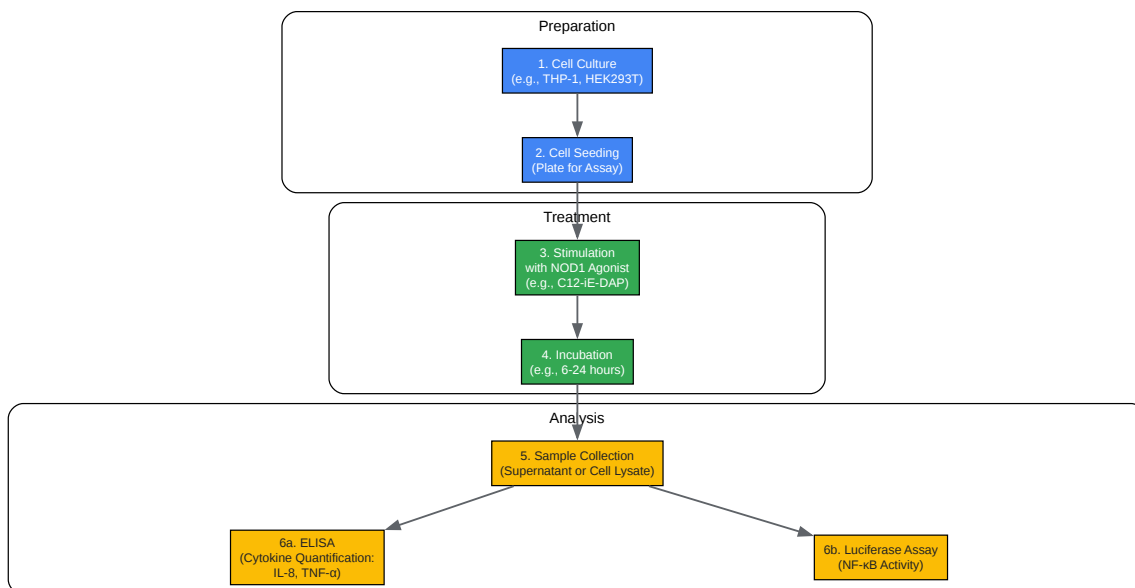 Preparation
1. Cell Culture
(e.g., THP-1, HEK293T)
2. Cell Seeding
(Plate for Assay)
Treatment
3. Stimulation
with NOD1 Agonist
(e.g., C12-iE-DAP)
4. Incubation
(e.g., 6-24 hours)
Analysis
5. Sample Collection
(Supernatant or Cell Lysate)
6a. ELISA
(Cytokine Quantification:
IL-8, TNF-α)
6b. Luciferase Assay
(NF-κB Activity)